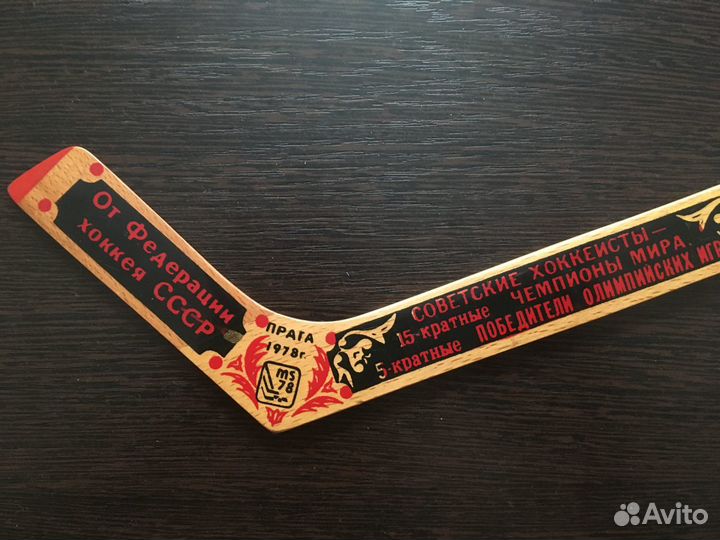 От Федерации
хоккея СССР
ПРАГА
1978г.
MS
78
СОВЕТСКИЕ ХОККЕИСТЫ—
15-кратные ЧЕМПИОНЫ МИРА,
5-кратные ПОБЕДИТЕЛИ ОЛИМПИЙСКИХ ИГР
Avito